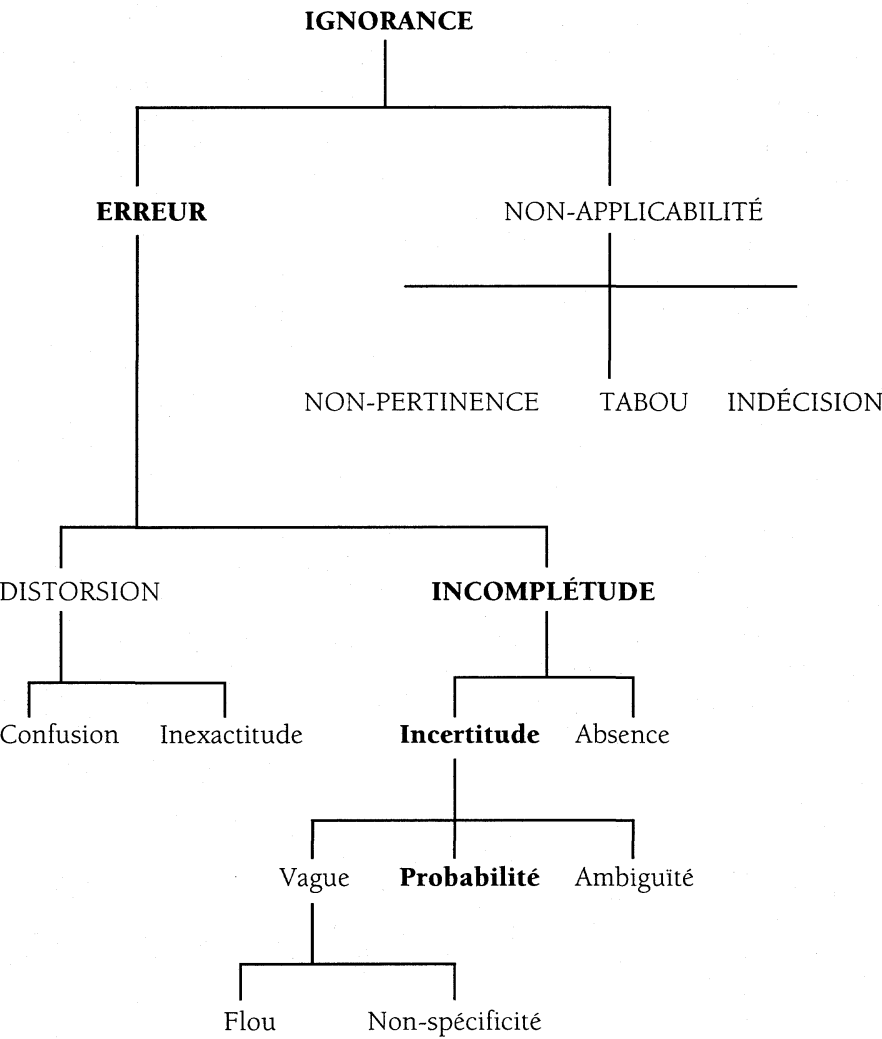 IGNORANCE
ERREUR NON-APPLICABILITÉ
NON-PERTINENCE TABOU INDÉCISION
DISTORSION INCOMPLÉTUDE
Confusion Inexactitude Incertitude Absence
Vague Probabilité Ambiguïté
Flou Non-spécificité